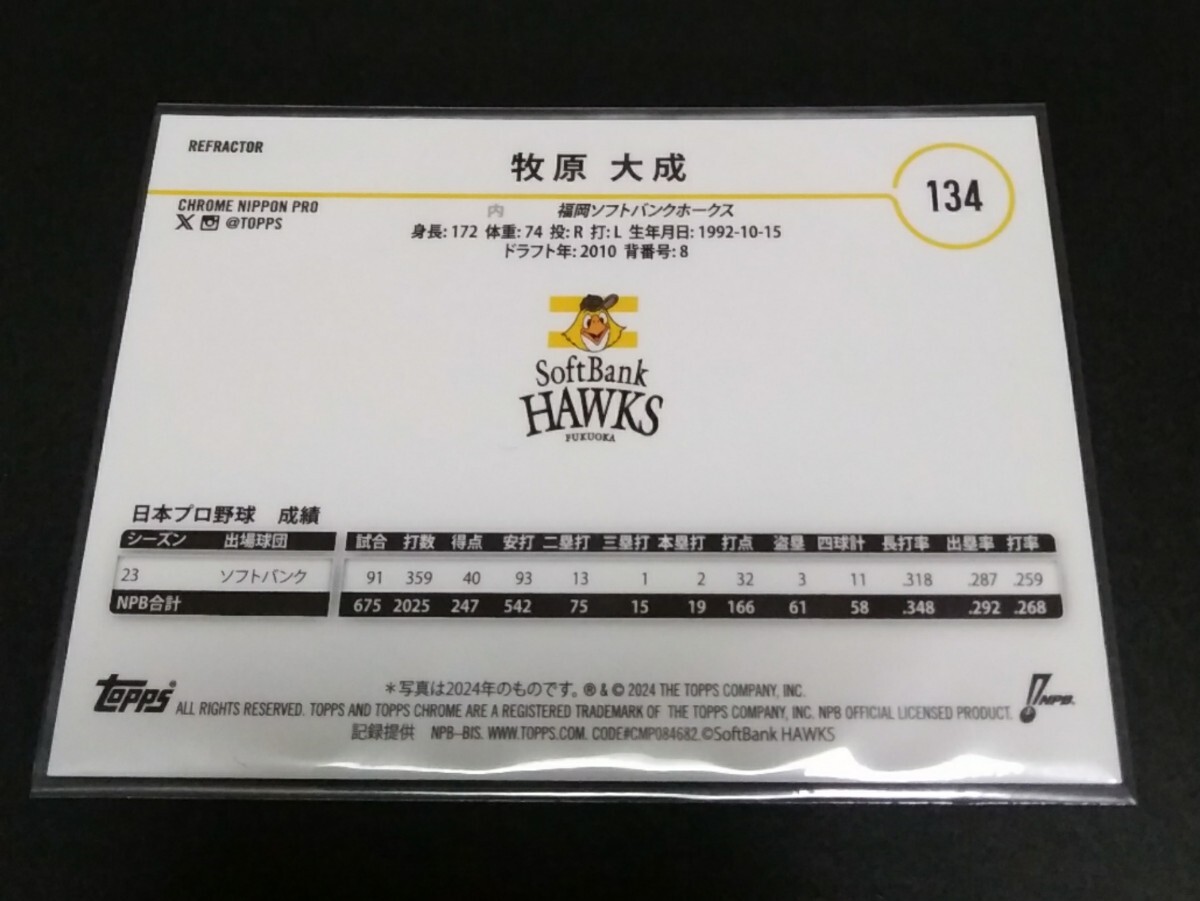 REFRACTOR
牧原 大成
134
CHROME NIPPON PRO
@TOPPS
内 福岡ソフトバンクホークス
身長: 172 体重: 74 投: R 打: L 生年月日: 1992-10-15
ドラフト年: 2010 背番号: 8
SoftBank
HAWKS
FUKUOKA
日本プロ野球 成績
シーズン 出場球団 試合 打数 得点 安打 二塁打 三塁打 本塁打 打点 盗塁 四球計 長打率 出塁率 打率
23 ソフトバンク 91 359 40 93 13 1 2 32 3 11 .318 .287 .259
NPB合計 675 2025 247 542 75 15 19 166 61 58 .348 .292 .268
topps®
＊写真は2024年のものです。® & © 2024 THE TOPPS COMPANY, INC.
ALL RIGHTS RESERVED. TOPPS AND TOPPS CHROME ARE A REGISTERED TRADEMARK OF THE TOPPS COMPANY, INC. NPB OFFICIAL LICENSED PRODUCT.
記録提供 NPB-BIS. WWW.TOPPS.COM. CODE#CMP084682 ©SoftBank HAWKS
NPB